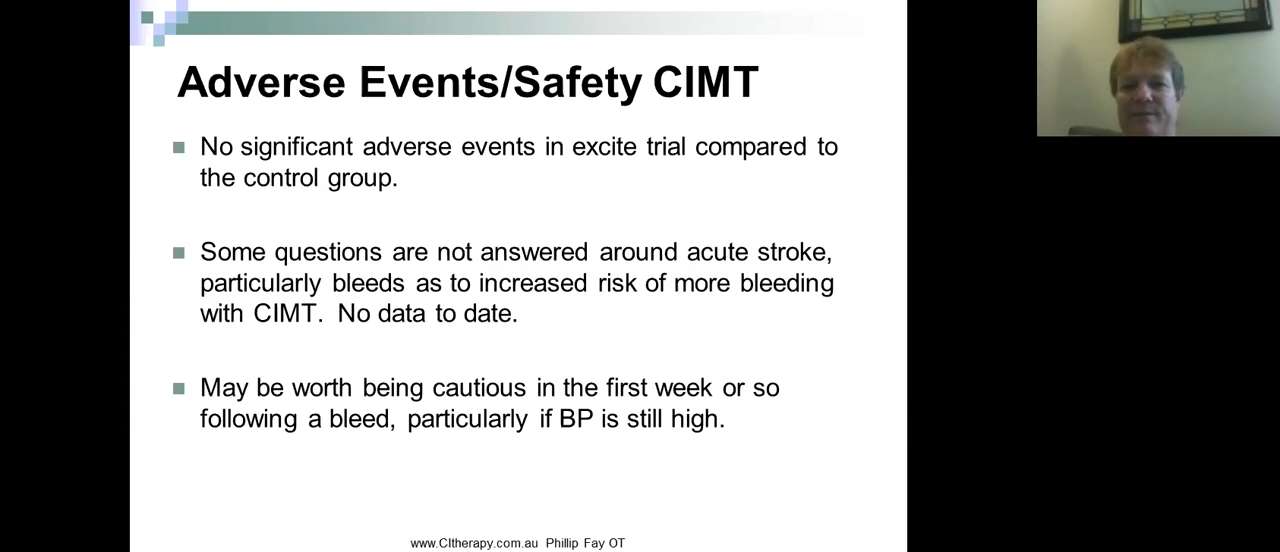 Adverse Events/Safety CIMT
No significant adverse events in excite trial compared to
the control group.
Some questions are not answered around acute stroke,
particularly bleeds as to increased risk of more bleeding
with CIMT. No data to date.
May be worth being cautious in the first week or so
following a bleed, particularly if BP is still high.
www.CItherapy.com.au Phillip Fay OT